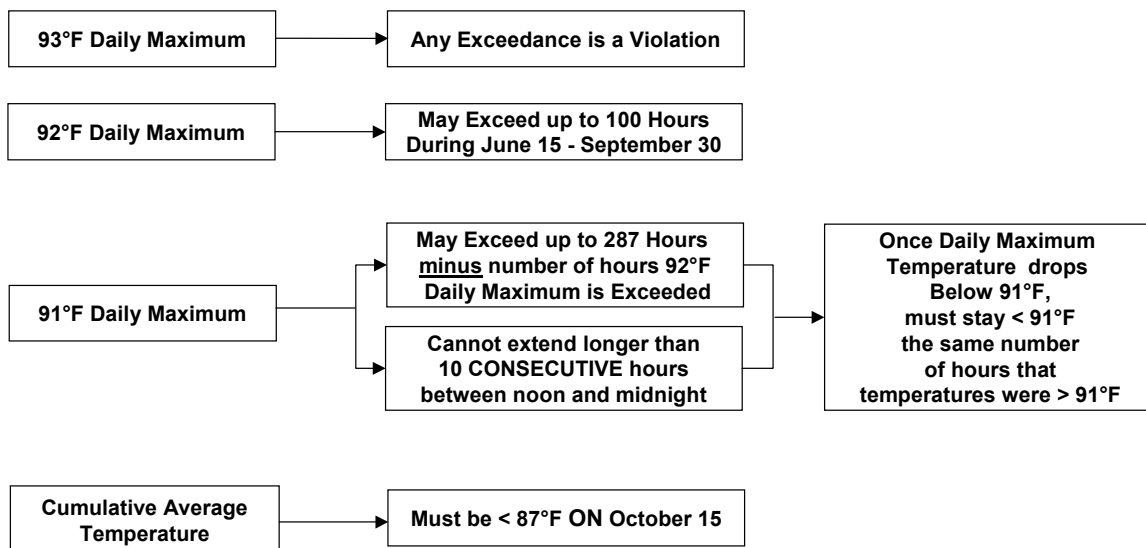 93°F Daily Maximum
Any Exceedance is a Violation
92°F Daily Maximum
May Exceed up to 100 Hours
During June 15 - September 30
91°F Daily Maximum
May Exceed up to 287 Hours
minus number of hours 92°F
Daily Maximum is Exceeded
Cannot extend longer than
10 CONSECUTIVE hours
between noon and midnight
Once Daily Maximum
Temperature drops
Below 91°F,
must stay < 91°F
the same number
of hours that
temperatures were > 91°F
Cumulative Average
Temperature
Must be < 87°F ON October 15